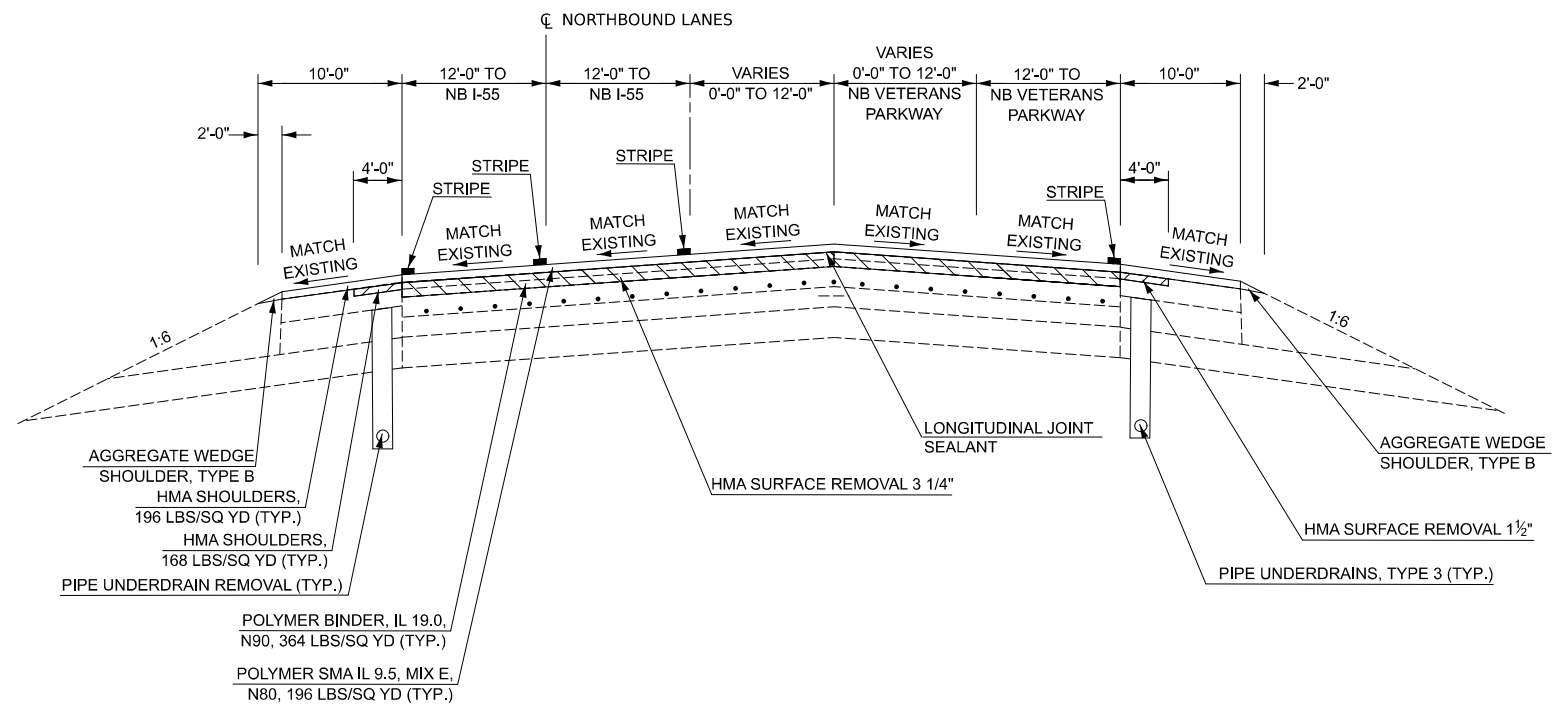 ℄ NORTHBOUND LANES
10'-0"
12'-0" TO
NB I-55
12'-0" TO
NB I-55
VARIES
0'-0" TO 12'-0"
VARIES
0'-0" TO 12'-0"
NB VETERANS
PARKWAY
12'-0" TO
NB VETERANS
PARKWAY
10'-0"
2'-0"
2'-0"
4'-0"
STRIPE
STRIPE
STRIPE
STRIPE
4'-0"
MATCH
EXISTING
MATCH
EXISTING
MATCH
EXISTING
MATCH
EXISTING
MATCH
EXISTING
MATCH
EXISTING
MATCH
EXISTING
1:6
1:6
AGGREGATE WEDGE
SHOULDER, TYPE B
HMA SHOULDERS,
196 LBS/SQ YD (TYP.)
HMA SHOULDERS,
168 LBS/SQ YD (TYP.)
PIPE UNDERDRAIN REMOVAL (TYP.)
POLYMER BINDER, IL 19.0,
N90, 364 LBS/SQ YD (TYP.)
POLYMER SMA IL 9.5, MIX E,
N80, 196 LBS/SQ YD (TYP.)
HMA SURFACE REMOVAL 3 1/4"
LONGITUDINAL JOINT
SEALANT
AGGREGATE WEDGE
SHOULDER, TYPE B
HMA SURFACE REMOVAL 1½"
PIPE UNDERDRAINS, TYPE 3 (TYP.)